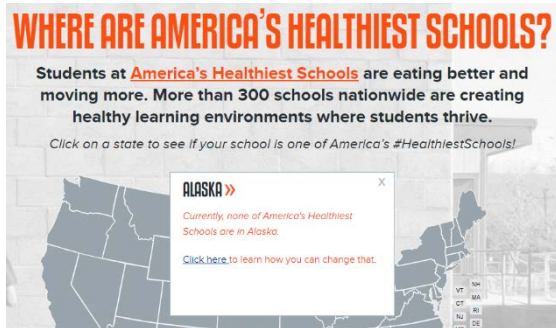 WHERE ARE AMERICA'S HEALTHIEST SCHOOLS?
Students at America's Healthiest Schools are eating better and
moving more. More than 300 schools nationwide are creating
healthy learning environments where students thrive.
Click on a state to see if your school is one of America's #HealthiestSchools!
ALASKA »
X
Currently, none of America's Healthiest
Schools are in Alaska.
Click here to learn how you can change that.
VT NH
CT MA
NJ RI
DE